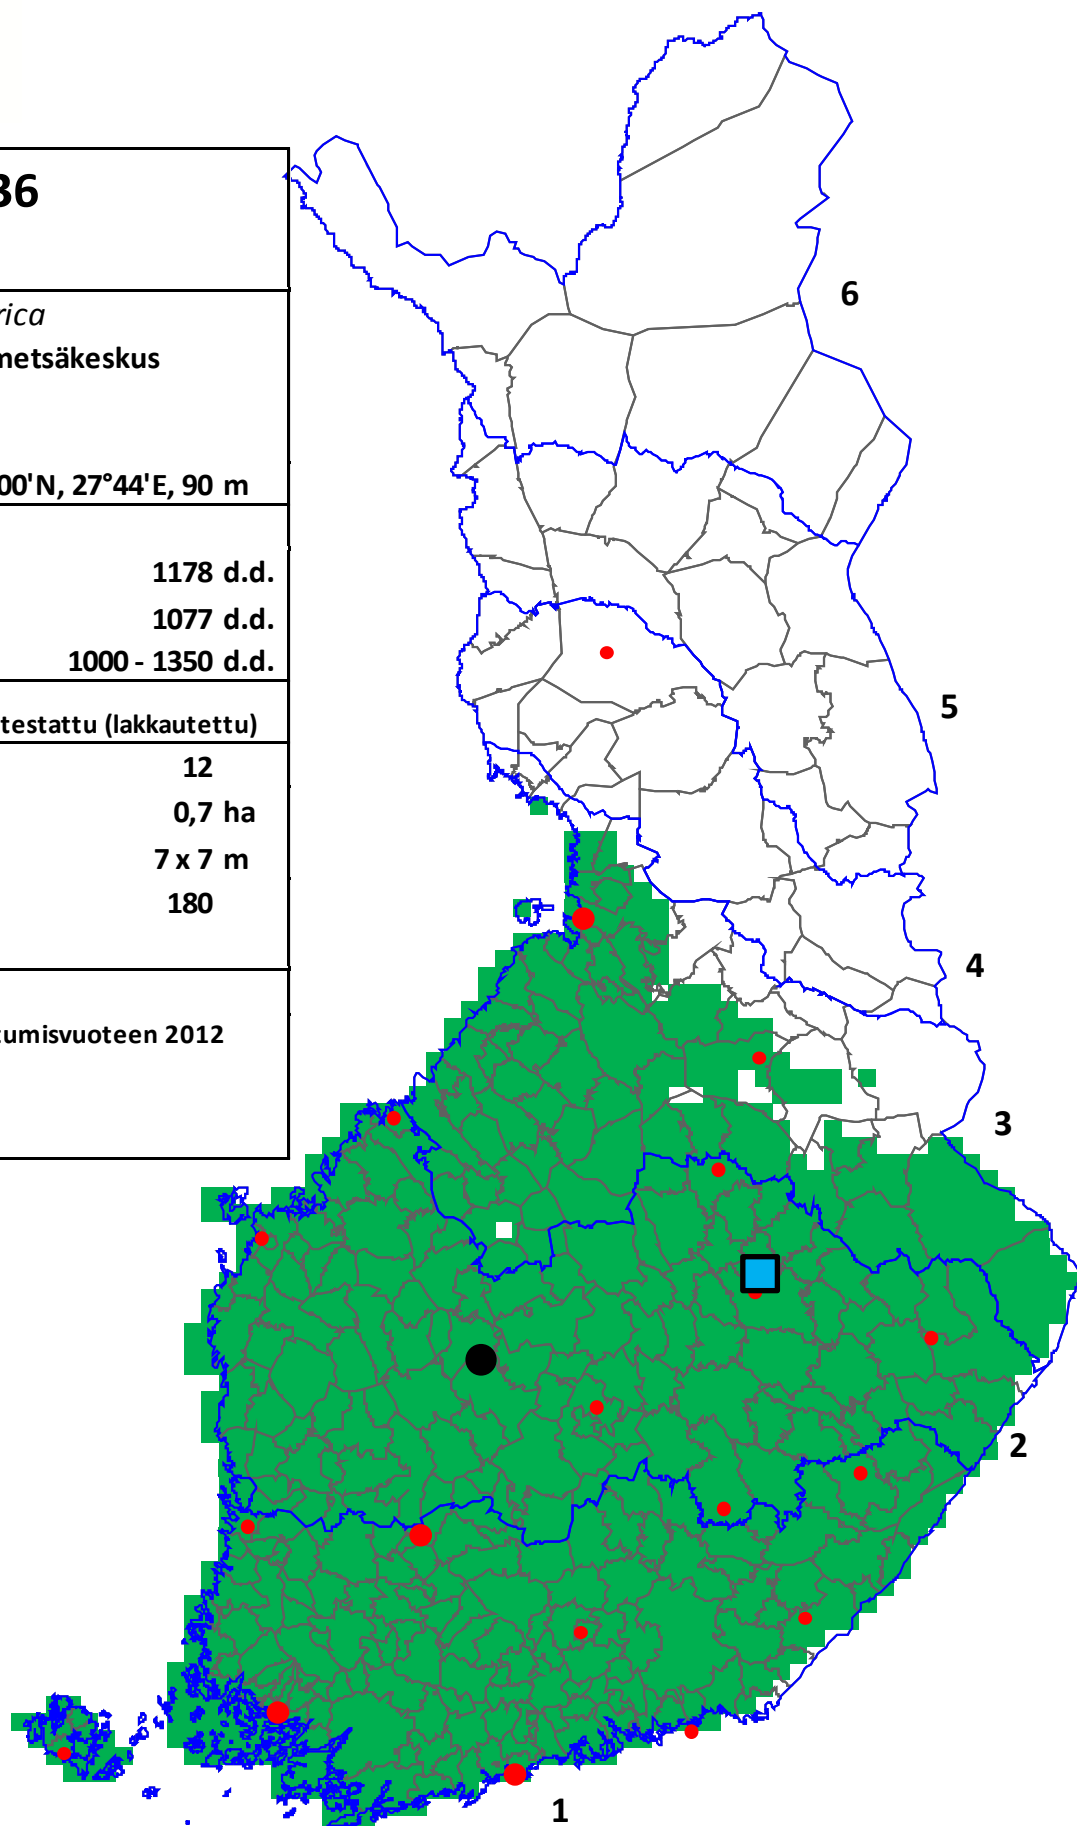 36
rica
metsäkeskus
00'N, 27°44'E, 90 m
1178 d.d.
1077 d.d.
1000 - 1350 d.d.
testattu (lakkautettu)
12
0,7 ha
7 x 7 m
180
tumisvuoteen 2012
6
5
4
3
2
1